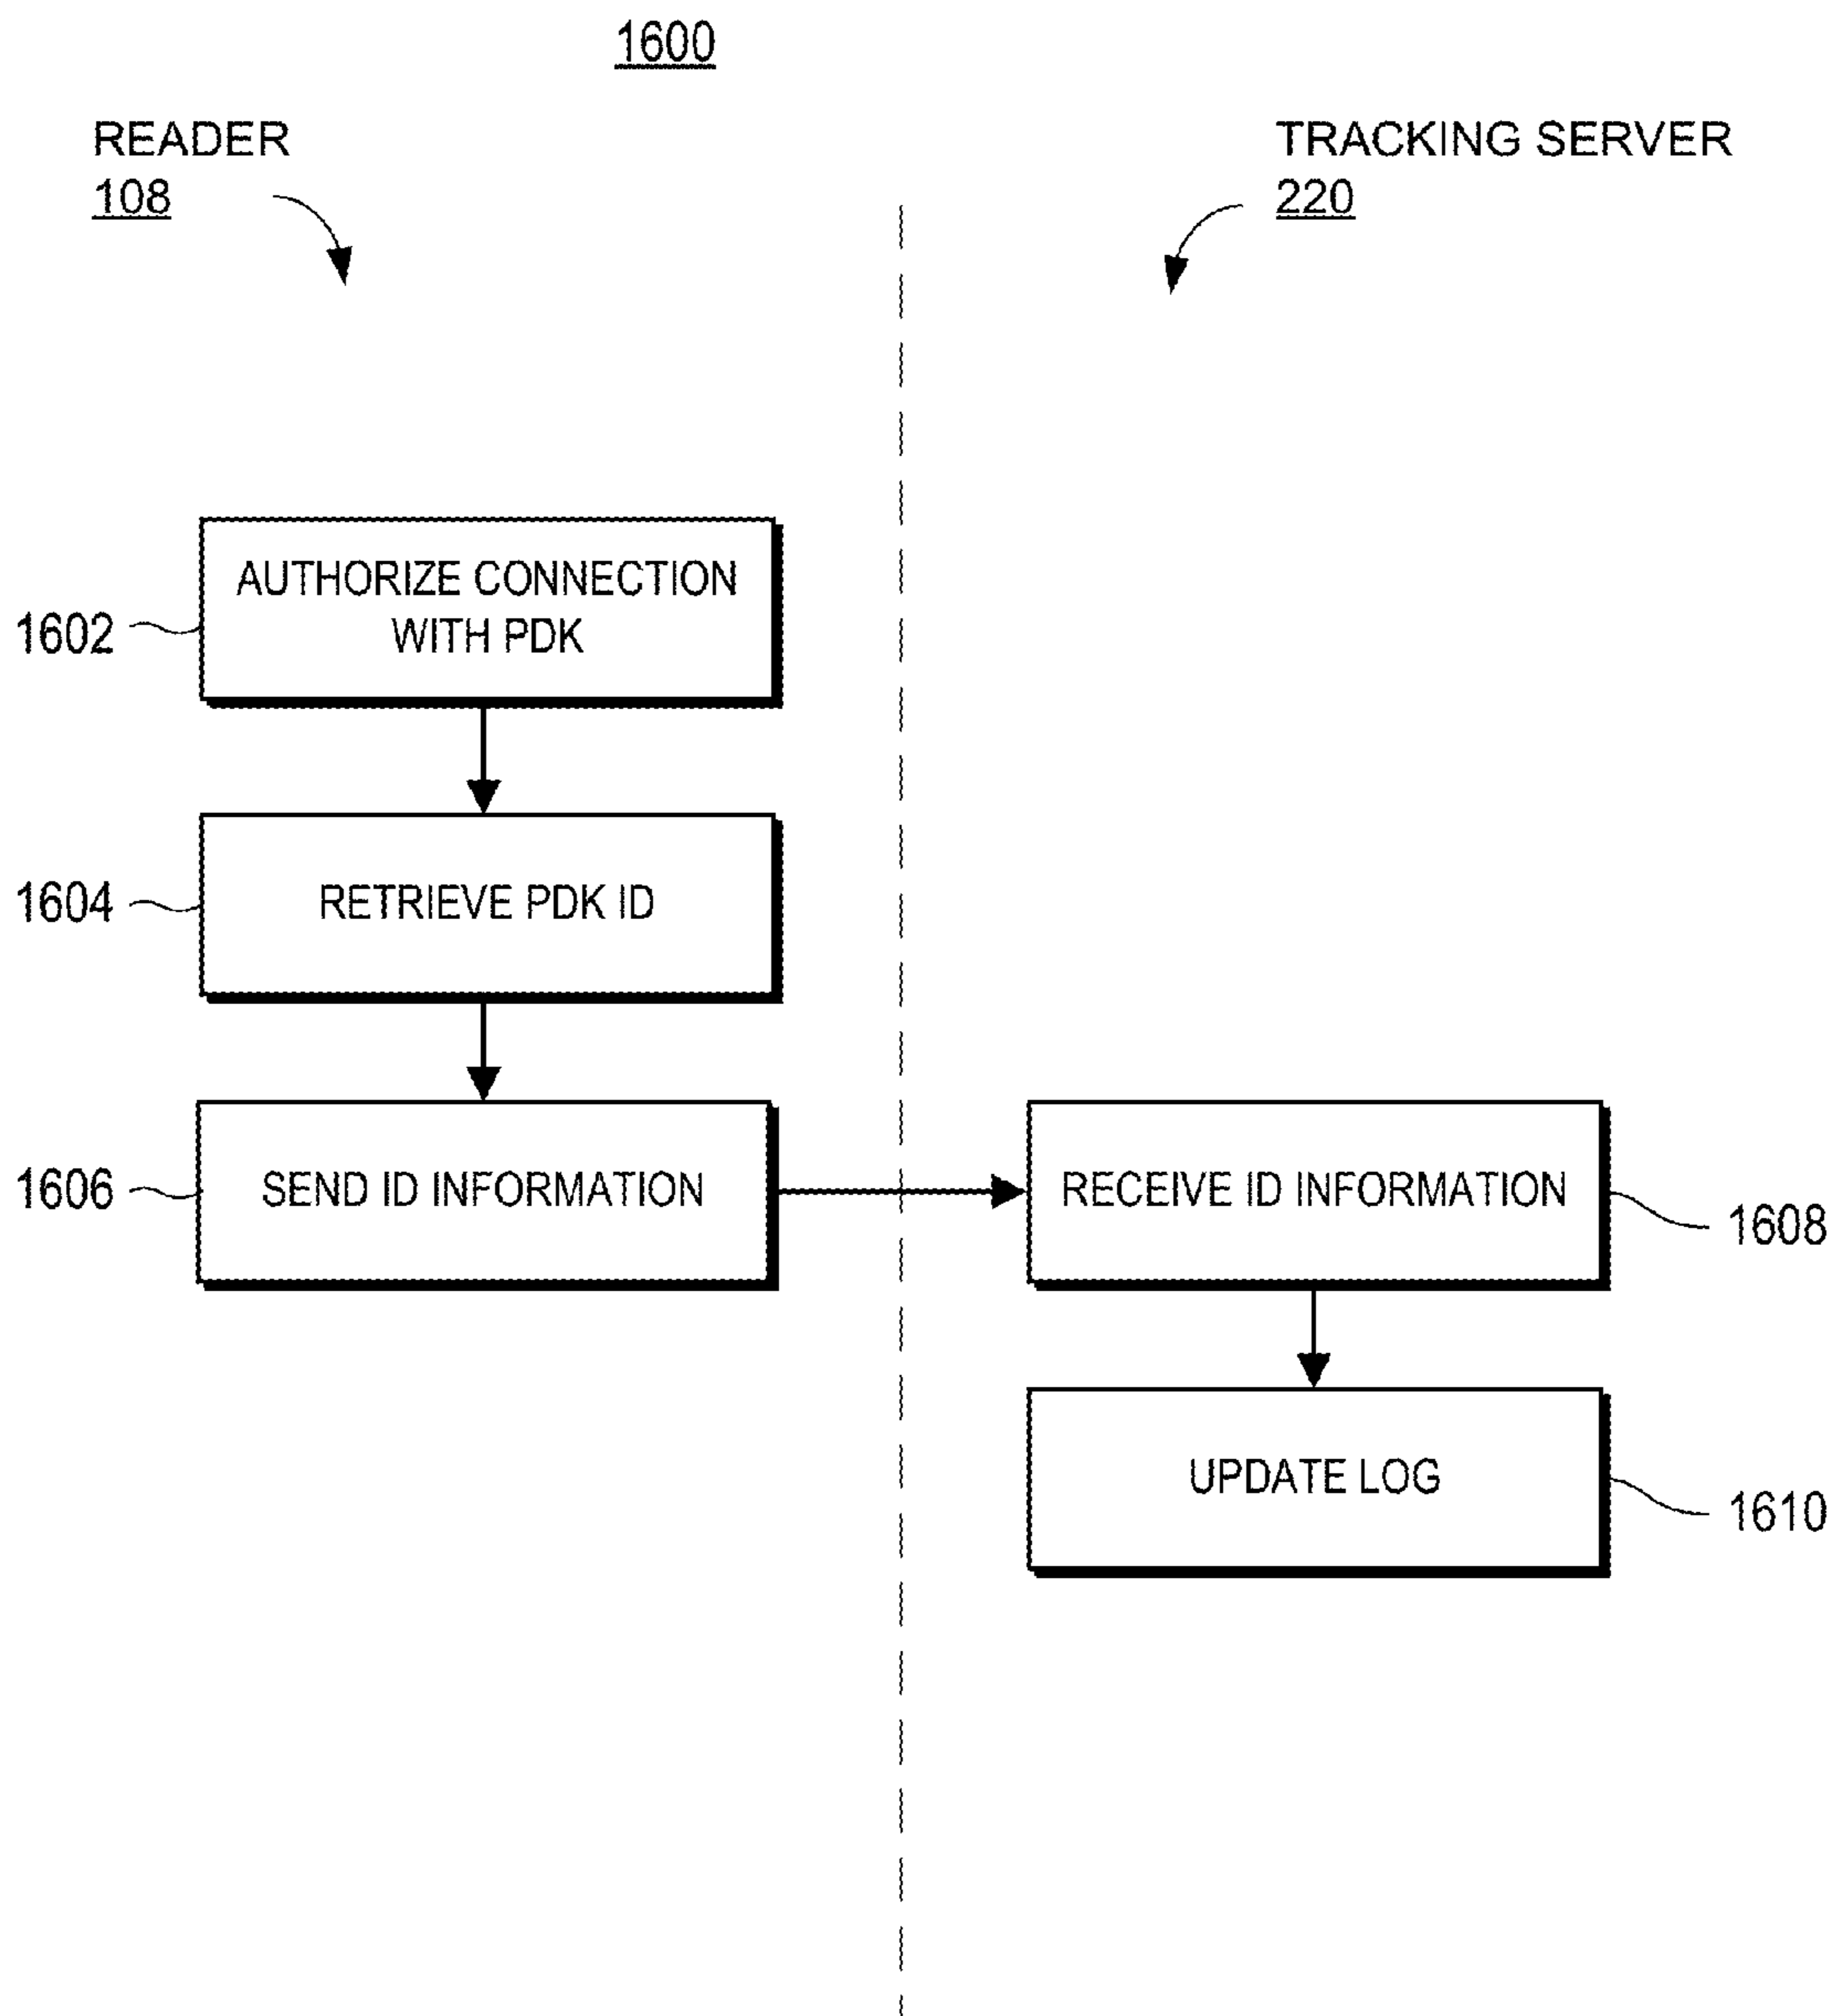 1600
READER
108
TRACKING SERVER
220
AUTHORIZE CONNECTION
WITH PDK
1602
RETRIEVE PDK ID
1604
SEND ID INFORMATION
1606
RECEIVE ID INFORMATION
1608
UPDATE LOG
1610